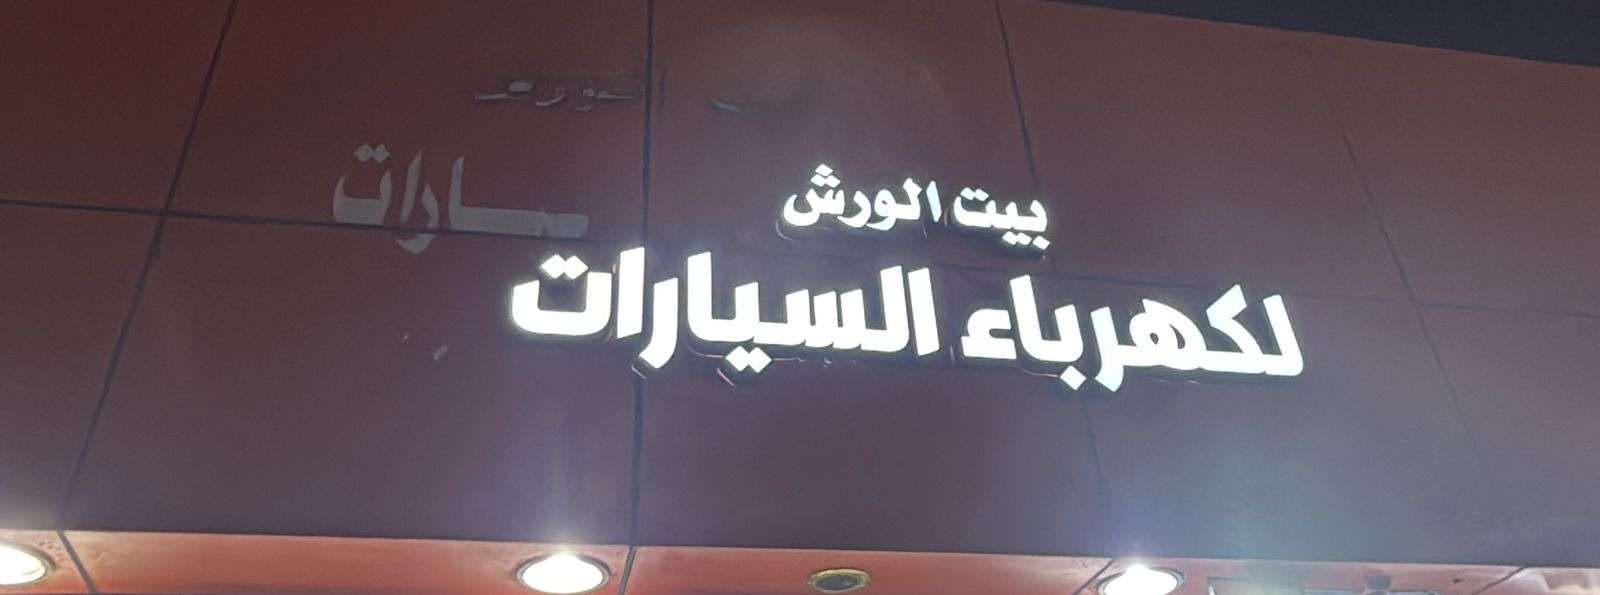 بيت الورش
لكهرباء السيارات